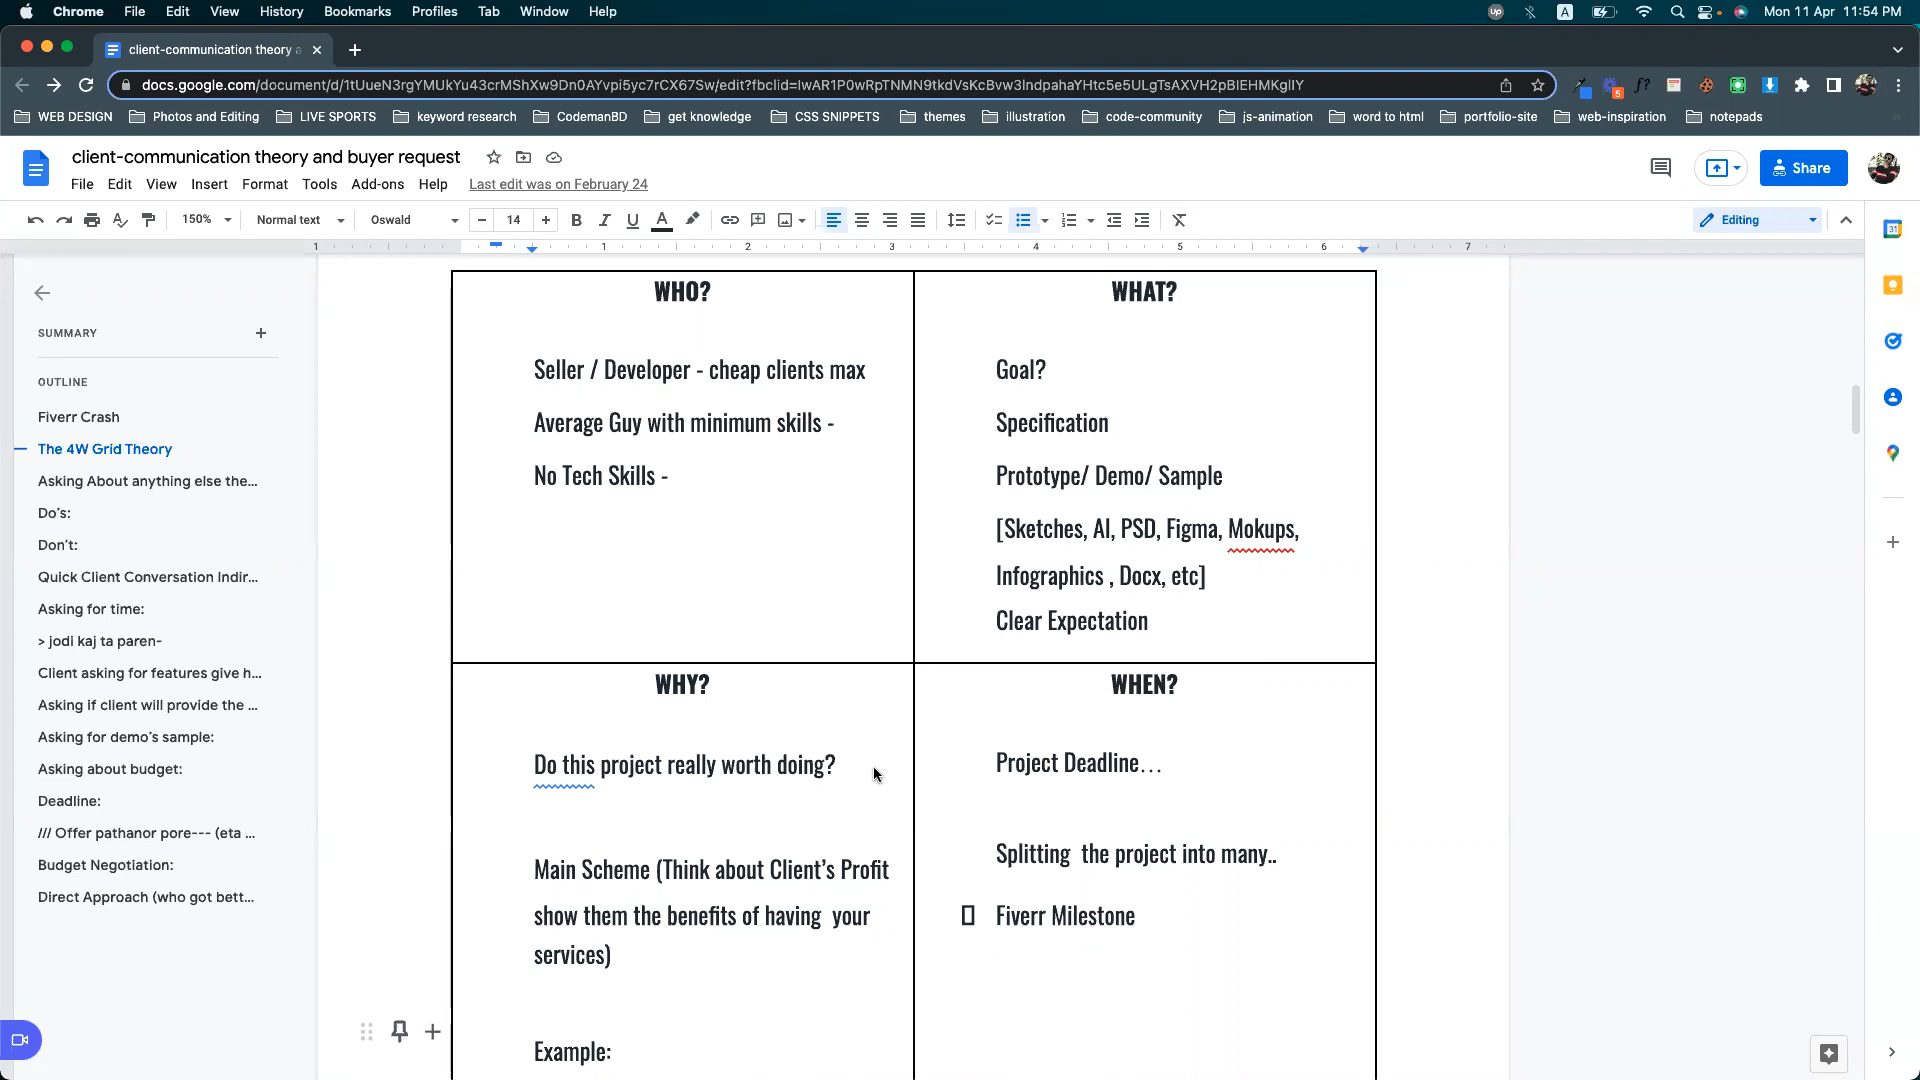 Chrome File Edit View History Bookmarks Profiles Tab Window Help
Mon 11 Apr 11:54 PM
client-communication theory a
docs.google.com/document/d/1tUueN3rgYMUkYu43crMShXw9Dn0AYvpi5yc7rCX67Sw/edit?fbclid=IwAR1P0wRpTNMN9tkdVsKcBvw3lndpahaYHtc5e5ULgTsAXVH2pBlEHMKglIY
WEB DESIGN Photos and Editing LIVE SPORTS keyword research CodemanBD get knowledge CSS SNIPPETS themes illustration code-community js-animation word to html portfolio-site web-inspiration notepads
client-communication theory and buyer request
File Edit View Insert Format Tools Add-ons Help Last edit was on February 24
Share
150% Normal text Oswald 14
Editing
1 1 2 3 4 5 6 7
SUMMARY
OUTLINE
Fiverr Crash
The 4W Grid Theory
Asking About anything else the...
Do's:
Don't:
Quick Client Conversation Indir...
Asking for time:
> jodi kaj ta paren-
Client asking for features give h...
Asking if client will provide the ...
Asking for demo's sample:
Asking about budget:
Deadline:
/// Offer pathanor pore--- (eta ...
Budget Negotiation:
Direct Approach (who got bett...
WHO?
Seller / Developer - cheap clients max
Average Guy with minimum skills -
No Tech Skills -
WHAT?
Goal?
Specification
Prototype/ Demo/ Sample
[Sketches, AI, PSD, Figma, Mokups,
Infographics , Docx, etc]
Clear Expectation
WHY?
Do this project really worth doing?
Main Scheme (Think about Client's Profit
show them the benefits of having  your
services)
Example:
WHEN?
Project Deadline...
Splitting  the project into many..
Fiverr Milestone